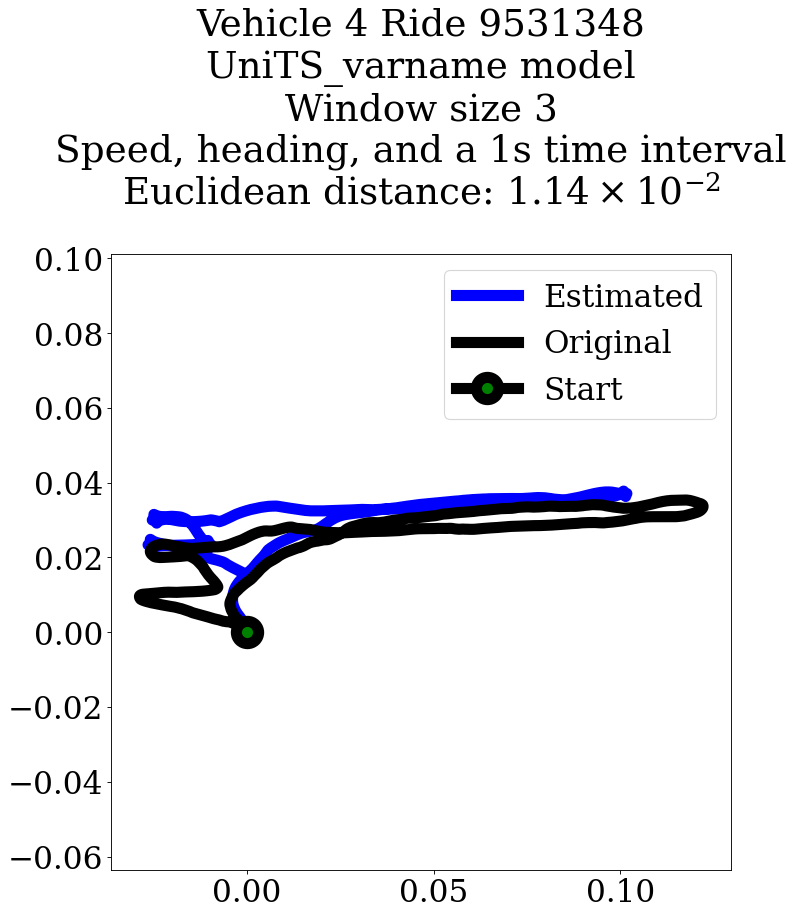 Vehicle 4 Ride 9531348
UniTS_varname model
Window size 3
Speed, heading, and a 1s time interval
Euclidean distance: 1.14 × 10⁻²
0.10
0.08
0.06
0.04
0.02
0.00
−0.02
−0.04
−0.06
Estimated
Original
Start
0.00 0.05 0.10